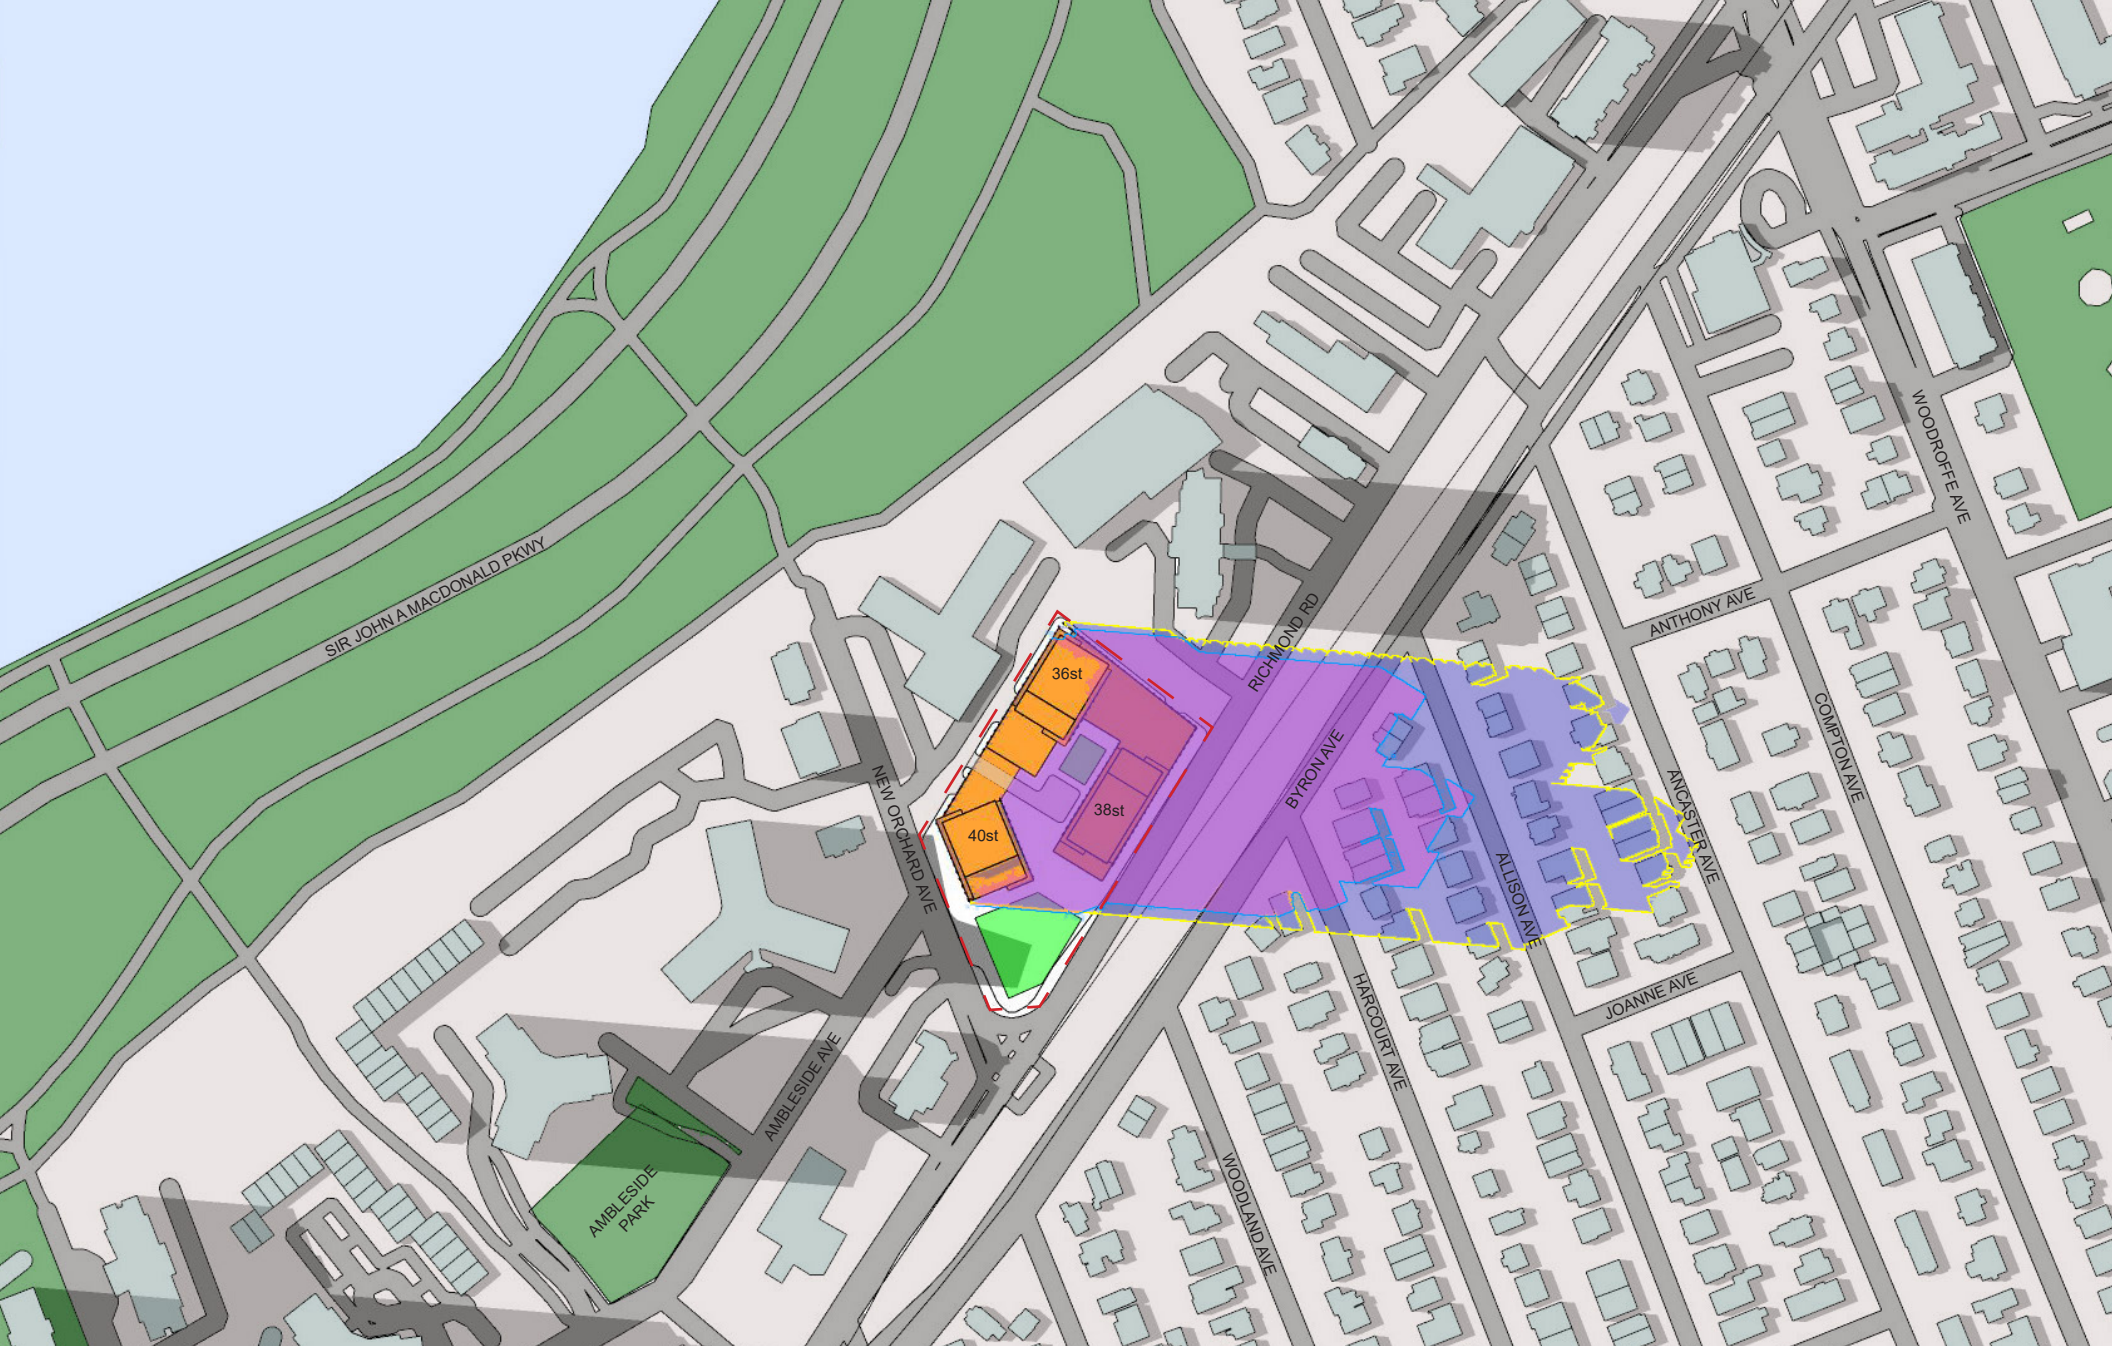 SIR JOHN A MACDONALD PKWY
WOODROFFE AVE
ANTHONY AVE
RICHMOND RD
36st
COMPTON AVE
BYRON AVE
NEW ORCHARD AVE
ANCASTER AVE
38st
40st
ALLISON AVE
JOANNE AVE
HARCOURT AVE
AMBLESIDE AVE
AMBLESIDE
PARK
WOODLAND AVE